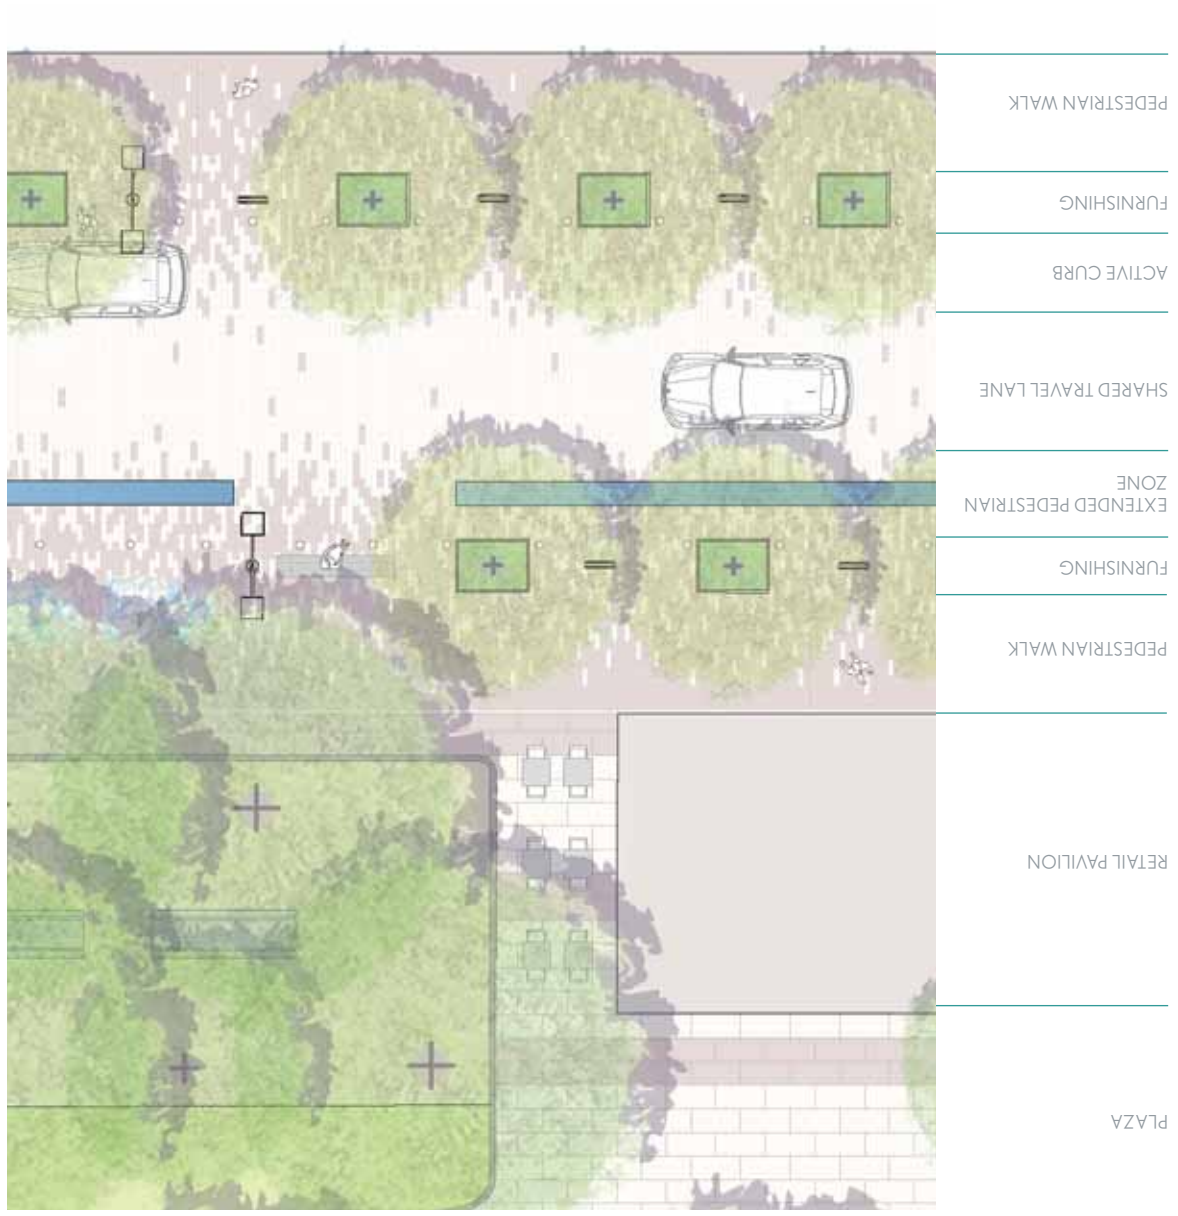 PLAZA
RETAIL PAVILION
PEDESTRIAN WALK
FURNISHING
EXTENDED PEDESTRIAN
ZONE
SHARED TRAVEL LANE
ACTIVE CURB
FURNISHING
PEDESTRIAN WALK